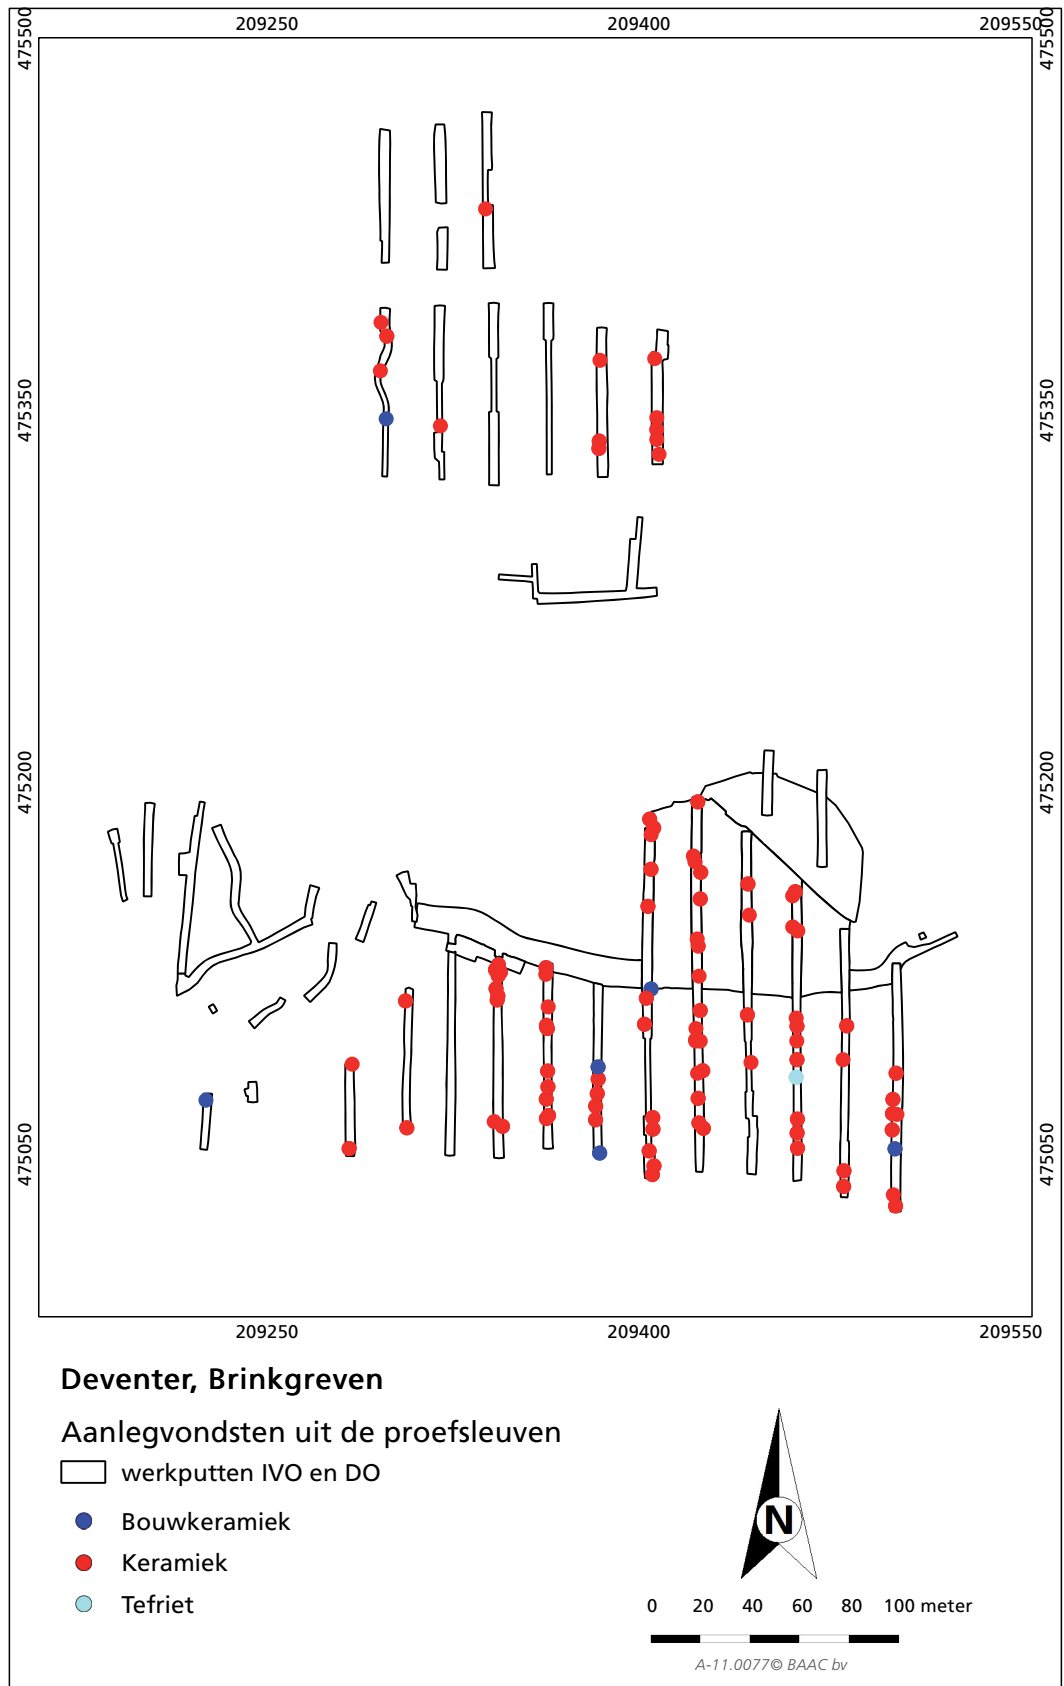 209250 209400 209550
475500 475500
475350 475350
475200 475200
475050 475050
209250 209400 209550
Deventer, Brinkgreven
Aanlegvondsten uit de proefsleuven
werkputten IVO en DO
Bouwkeramiek
Keramiek
Tefriet
N
0 20 40 60 80 100 meter
A-11.0077© BAAC bv